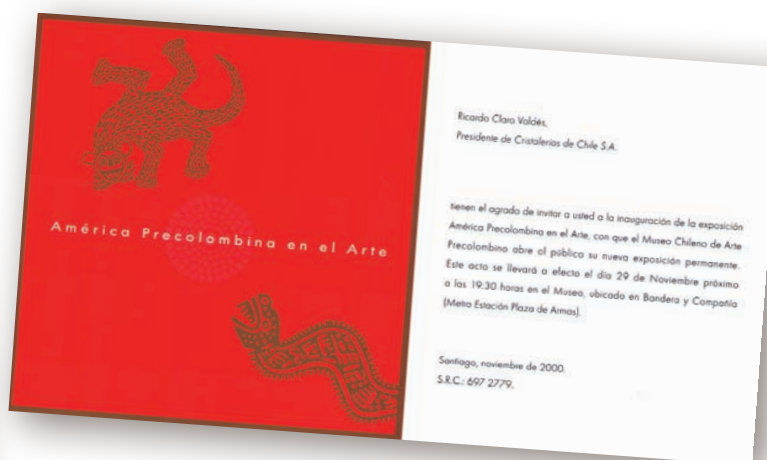 América Precolombina en el Arte
Ricardo Claro Valdés,
Presidente de Cristalerías de Chile S.A.
tienen el agrado de invitar a usted a la inauguración de la exposición
América Precolombina en el Arte, con que el Museo Chileno de Arte
Precolombino abre al público su nueva exposición permanente.
Este acto se llevará a efecto el día 29 de Noviembre próximo
a las 19:30 horas en el Museo, ubicado en Bandera y Compañía
(Metro Estación Plaza de Armas).
Santiago, noviembre de 2000.
S.R.C.: 697 2779.